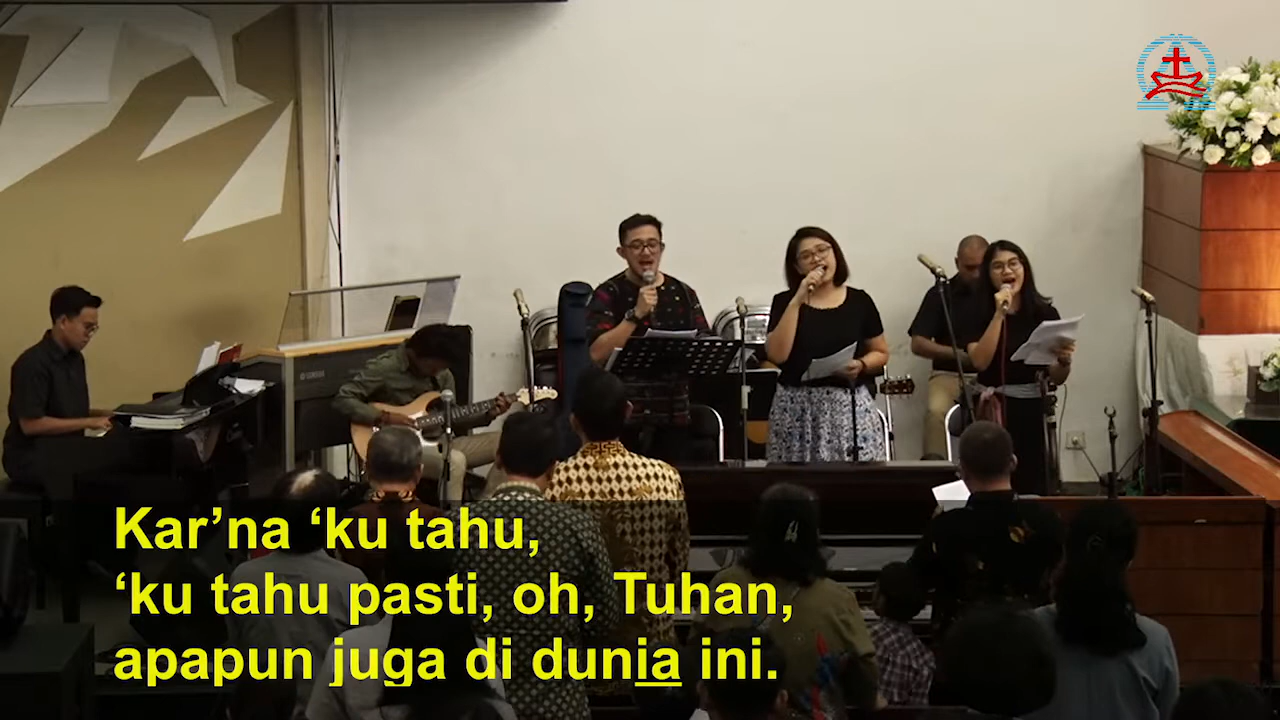 Kar’na ‘ku tahu,
‘ku tahu pasti, oh, Tuhan,
apapun juga di dunia ini.